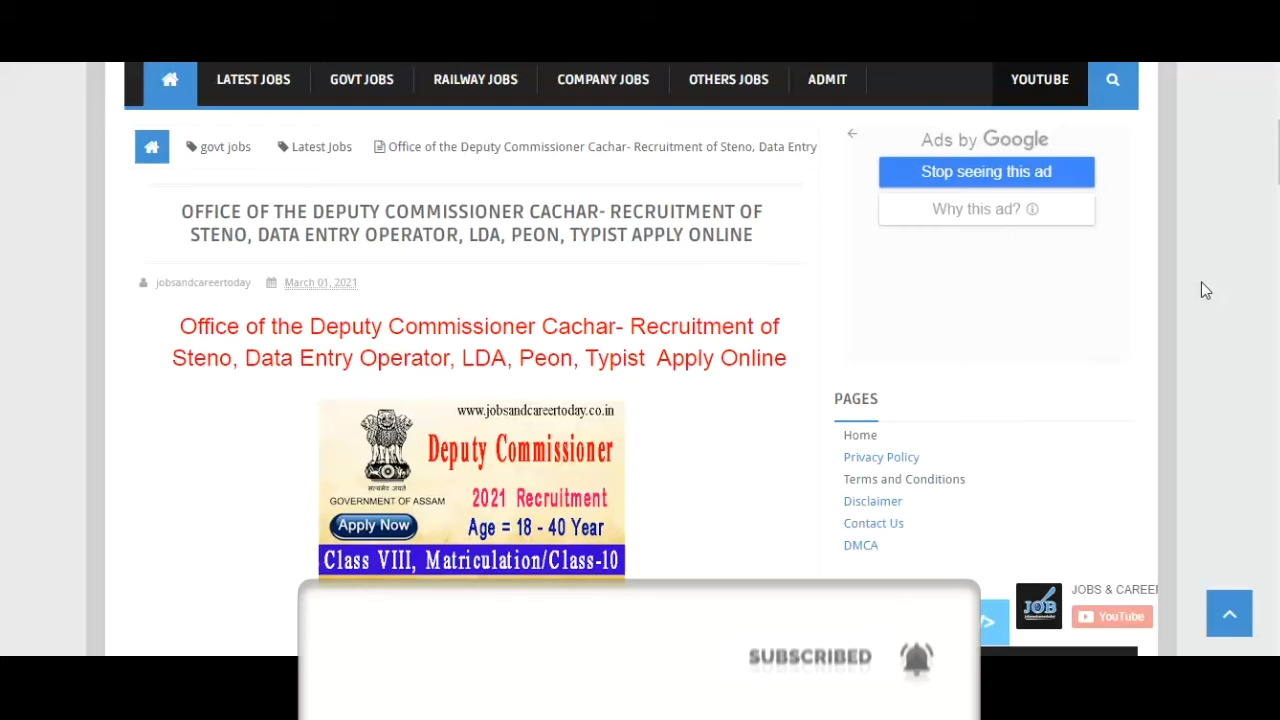 LATEST JOBS GOVT JOBS RAILWAY JOBS COMPANY JOBS OTHERS JOBS ADMIT YOUTUBE
govt jobs Latest Jobs Office of the Deputy Commissioner Cachar- Recruitment of Steno, Data Entry
OFFICE OF THE DEPUTY COMMISSIONER CACHAR- RECRUITMENT OF
STENO, DATA ENTRY OPERATOR, LDA, PEON, TYPIST APPLY ONLINE
jobsandcareertoday March 01, 2021
Office of the Deputy Commissioner Cachar- Recruitment of
Steno, Data Entry Operator, LDA, Peon, Typist Apply Online
www.jobsandcareertoday.co.in
Deputy Commissioner
सत्यमेव जयते
GOVERNMENT OF ASSAM
2021 Recruitment
Apply Now
Age = 18 - 40 Year
Class VIII, Matriculation/Class-10
Ads by Google
Stop seeing this ad
Why this ad?
PAGES
Home
Privacy Policy
Terms and Conditions
Disclaimer
Contact Us
DMCA
JOB
JOBS & CAREER
YouTube
SUBSCRIBED